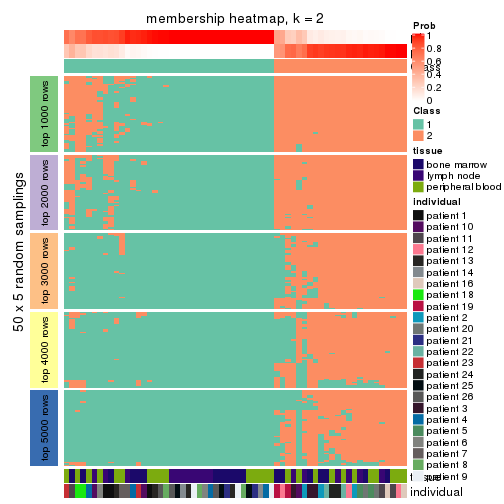 membership heatmap, k = 2
50 x 5 random samplings
top 1000 rows
top 2000 rows
top 3000 rows
top 4000 rows
top 5000 rows
Prob
1
0.8
0.6
0.4
0.2
0
Class
1
2
tissue
bone marrow
lymph node
peripheral blood
individual
patient 1
patient 10
patient 11
patient 12
patient 13
patient 14
patient 16
patient 18
patient 19
patient 2
patient 20
patient 21
patient 22
patient 23
patient 24
patient 25
patient 26
patient 3
patient 4
patient 5
patient 6
patient 7
patient 8
patient 9
individual